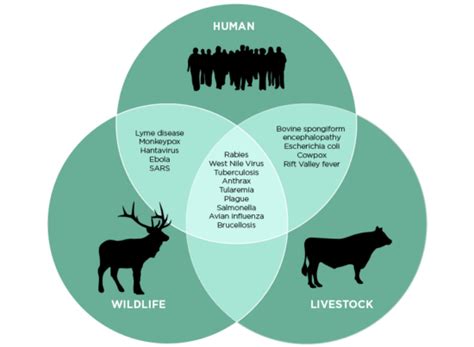 HUMAN
Lyme disease
Monkeypox
Hantavirus
Ebola
SARS
Bovine spongiform
encephalopathy
Escherichia coli
Cowpox
Rift Valley fever
Rabies
West Nile Virus
Tuberculosis
Anthrax
Tularemia
Plague
Salmonella
Avian influenza
Brucellosis
WILDLIFE
LIVESTOCK